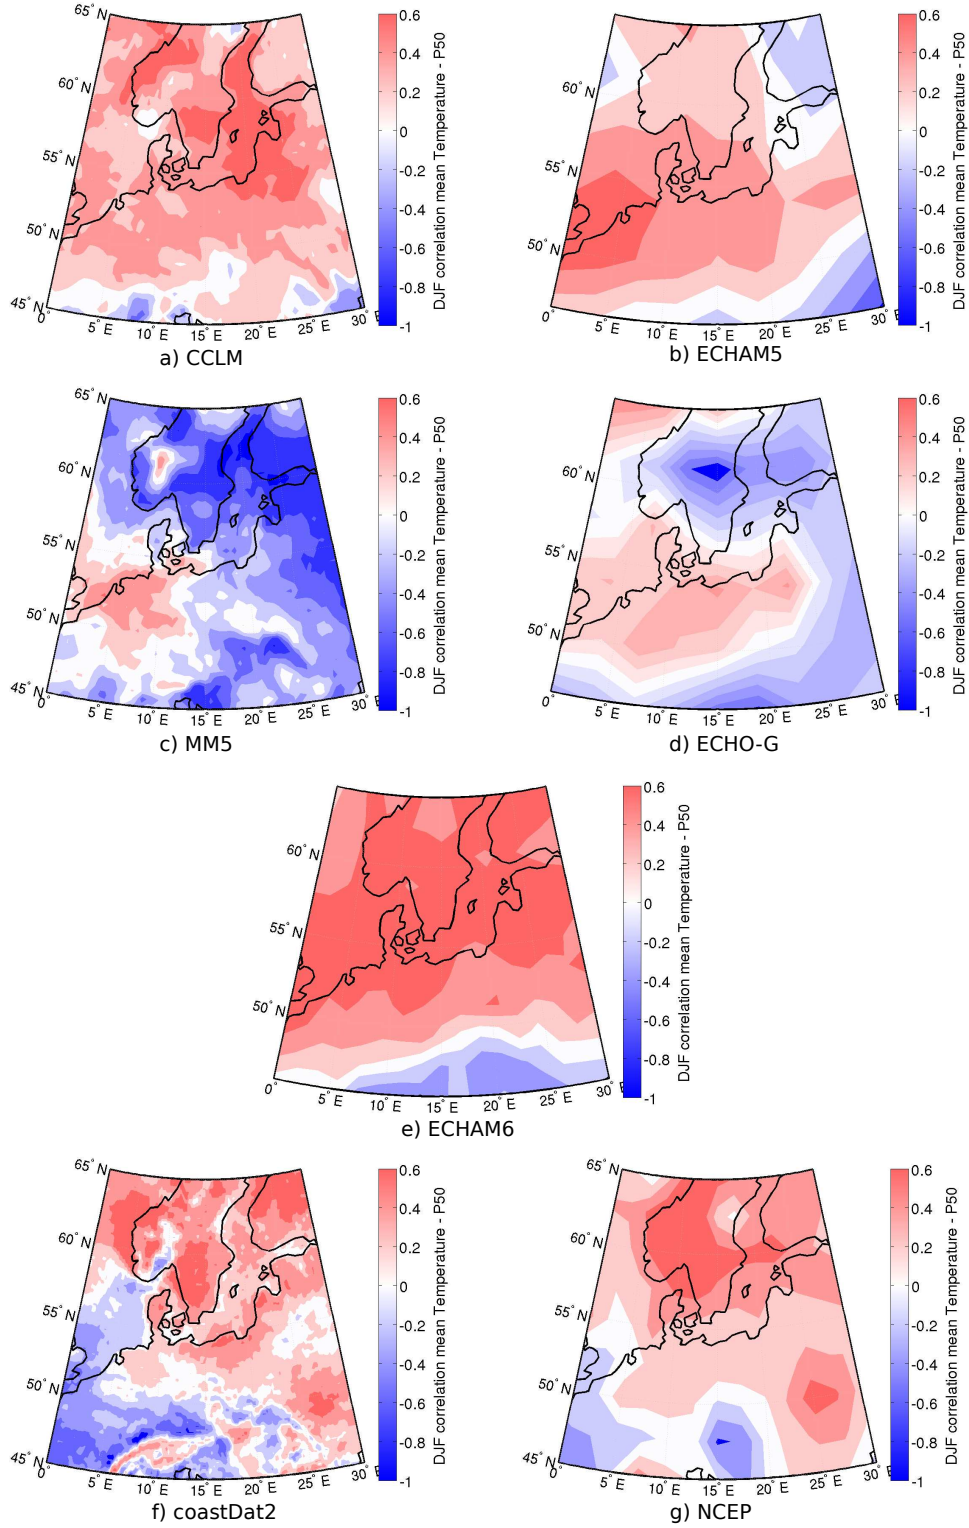 65° N
60° N
55° N
50° N
45° N
0°
5° E
10° E
15° E
20° E
25° E
30° E
0.6
0.4
0.2
0
-0.2
-0.4
-0.6
-0.8
-1
DJF correlation mean Temperature - P50
a) CCLM
65° N
60° N
55° N
50° N
45° N
0°
5° E
10° E
15° E
20° E
25° E
30° E
0.6
0.4
0.2
0
-0.2
-0.4
-0.6
-0.8
-1
DJF correlation mean Temperature - P50
b) ECHAM5
65° N
60° N
55° N
50° N
45° N
0°
5° E
10° E
15° E
20° E
25° E
30° E
0.6
0.4
0.2
0
-0.2
-0.4
-0.6
-0.8
-1
DJF correlation mean Temperature - P50
c) MM5
65° N
60° N
55° N
50° N
45° N
0°
5° E
10° E
15° E
20° E
25° E
30° E
0.6
0.4
0.2
0
-0.2
-0.4
-0.6
-0.8
-1
DJF correlation mean Temperature - P50
d) ECHO-G
60° N
55° N
50° N
0°
5° E
10° E
15° E
20° E
25° E
30° E
0.6
0.4
0.2
0
-0.2
-0.4
-0.6
-0.8
-1
DJF correlation mean Temperature - P50
e) ECHAM6
65° N
60° N
55° N
50° N
45° N
0°
5° E
10° E
15° E
20° E
25° E
30° E
0.6
0.4
0.2
0
-0.2
-0.4
-0.6
-0.8
-1
DJF correlation mean Temperature - P50
f) coastDat2
65° N
60° N
55° N
50° N
45° N
0°
5° E
10° E
15° E
20° E
25° E
30° E
0.6
0.4
0.2
0
-0.2
-0.4
-0.6
-0.8
-1
DJF correlation mean Temperature - P50
g) NCEP